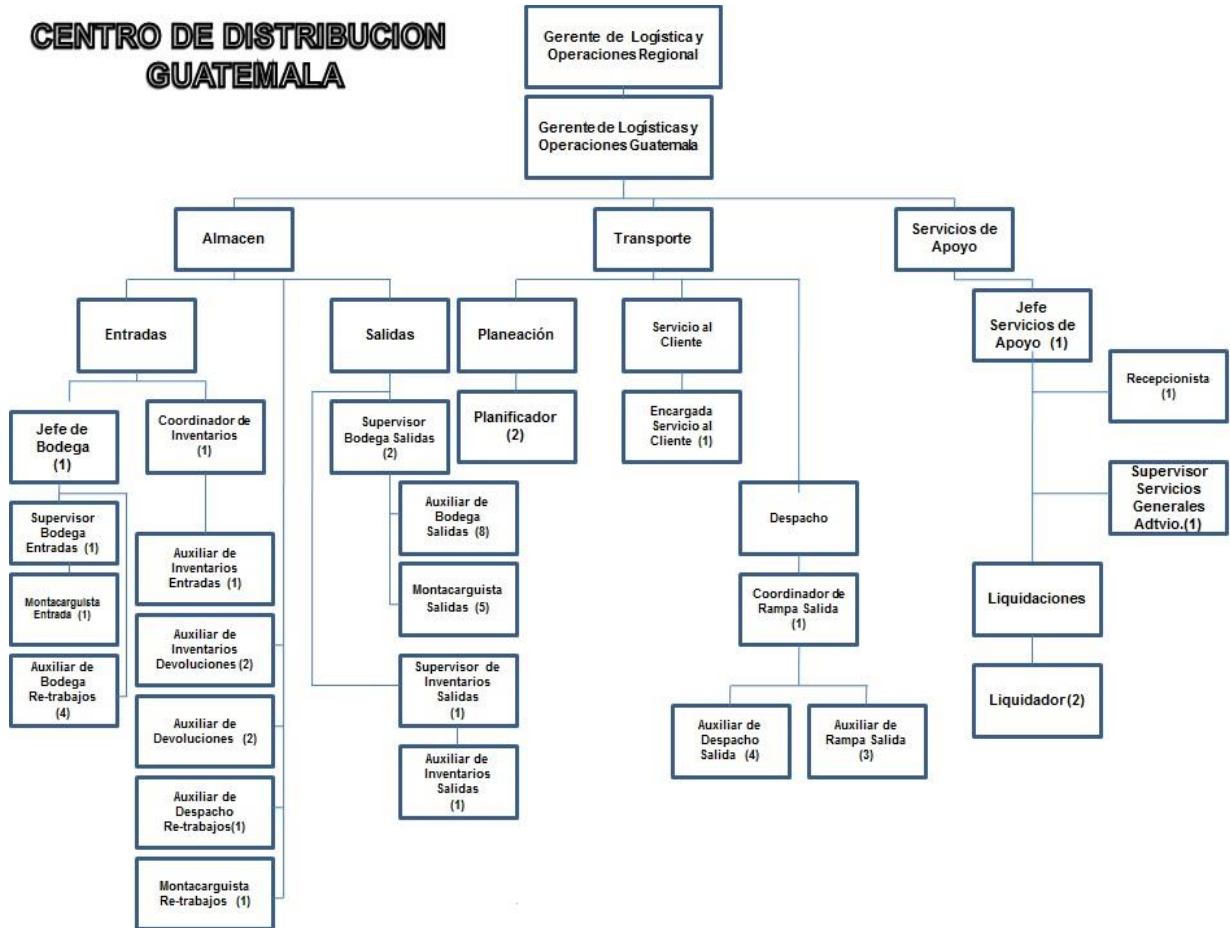 CENTRO DE DISTRIBUCION
GUATEMALA
Gerente de Logística y
Operaciones Regional
Gerente de Logísticas y
Operaciones Guatemala
Almacen
Transporte
Servicios de
Apoyo
Entradas
Salidas
Planeación
Servicio al
Cliente
Jefe
Servicios de
Apoyo (1)
Recepcionista
(1)
Jefe de
Bodega
(1)
Coordinador de
Inventarios
(1)
Supervisor
Bodega Salidas
(2)
Planificador
(2)
Encargada
Servicio al
Cliente (1)
Supervisor
Servicios
Generales
Adtvio.(1)
Supervisor
Bodega
Entradas (1)
Auxiliar de
Inventarios
Entradas (1)
Auxiliar de
Bodega
Salidas (8)
Despacho
Montacarguista
Entrada (1)
Montacarguista
Salidas (5)
Coordinador de
Rampa Salida
(1)
Liquidaciones
Auxiliar de
Bodega
Re-trabajos
(4)
Auxiliar de
Inventarios
Devoluciones (2)
Supervisor de
Inventarios
Salidas
(1)
Liquidador (2)
Auxiliar de
Devoluciones (2)
Auxiliar de
Inventarios
Salidas
(1)
Auxiliar de
Despacho
Salida (4)
Auxiliar de
Rampa Salida
(3)
Auxiliar de
Despacho
Re-trabajos(1)
Montacarguista
Re-trabajos (1)